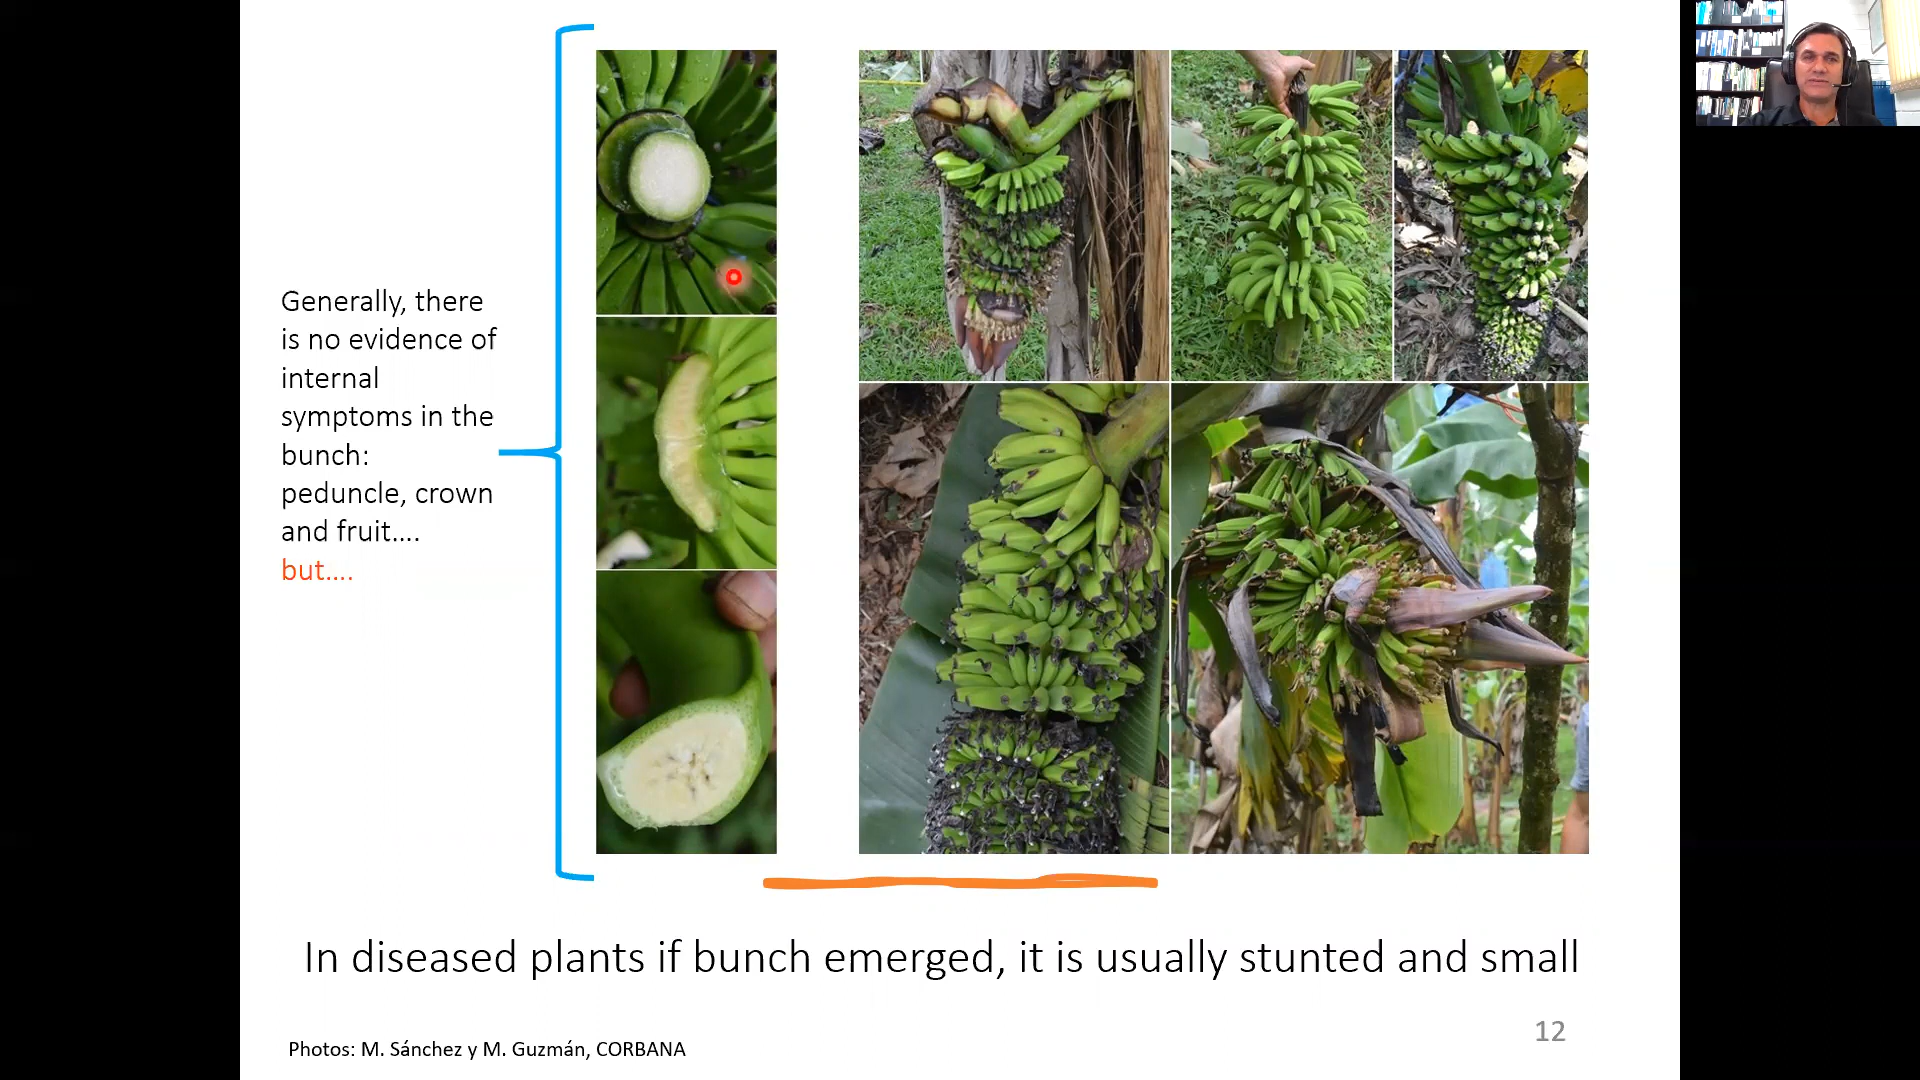 Generally, there
is no evidence of
internal
symptoms in the
bunch:
peduncle, crown
and fruit....
but....
In diseased plants if bunch emerged, it is usually stunted and small
12
Photos: M. Sánchez y M. Guzmán, CORBANA